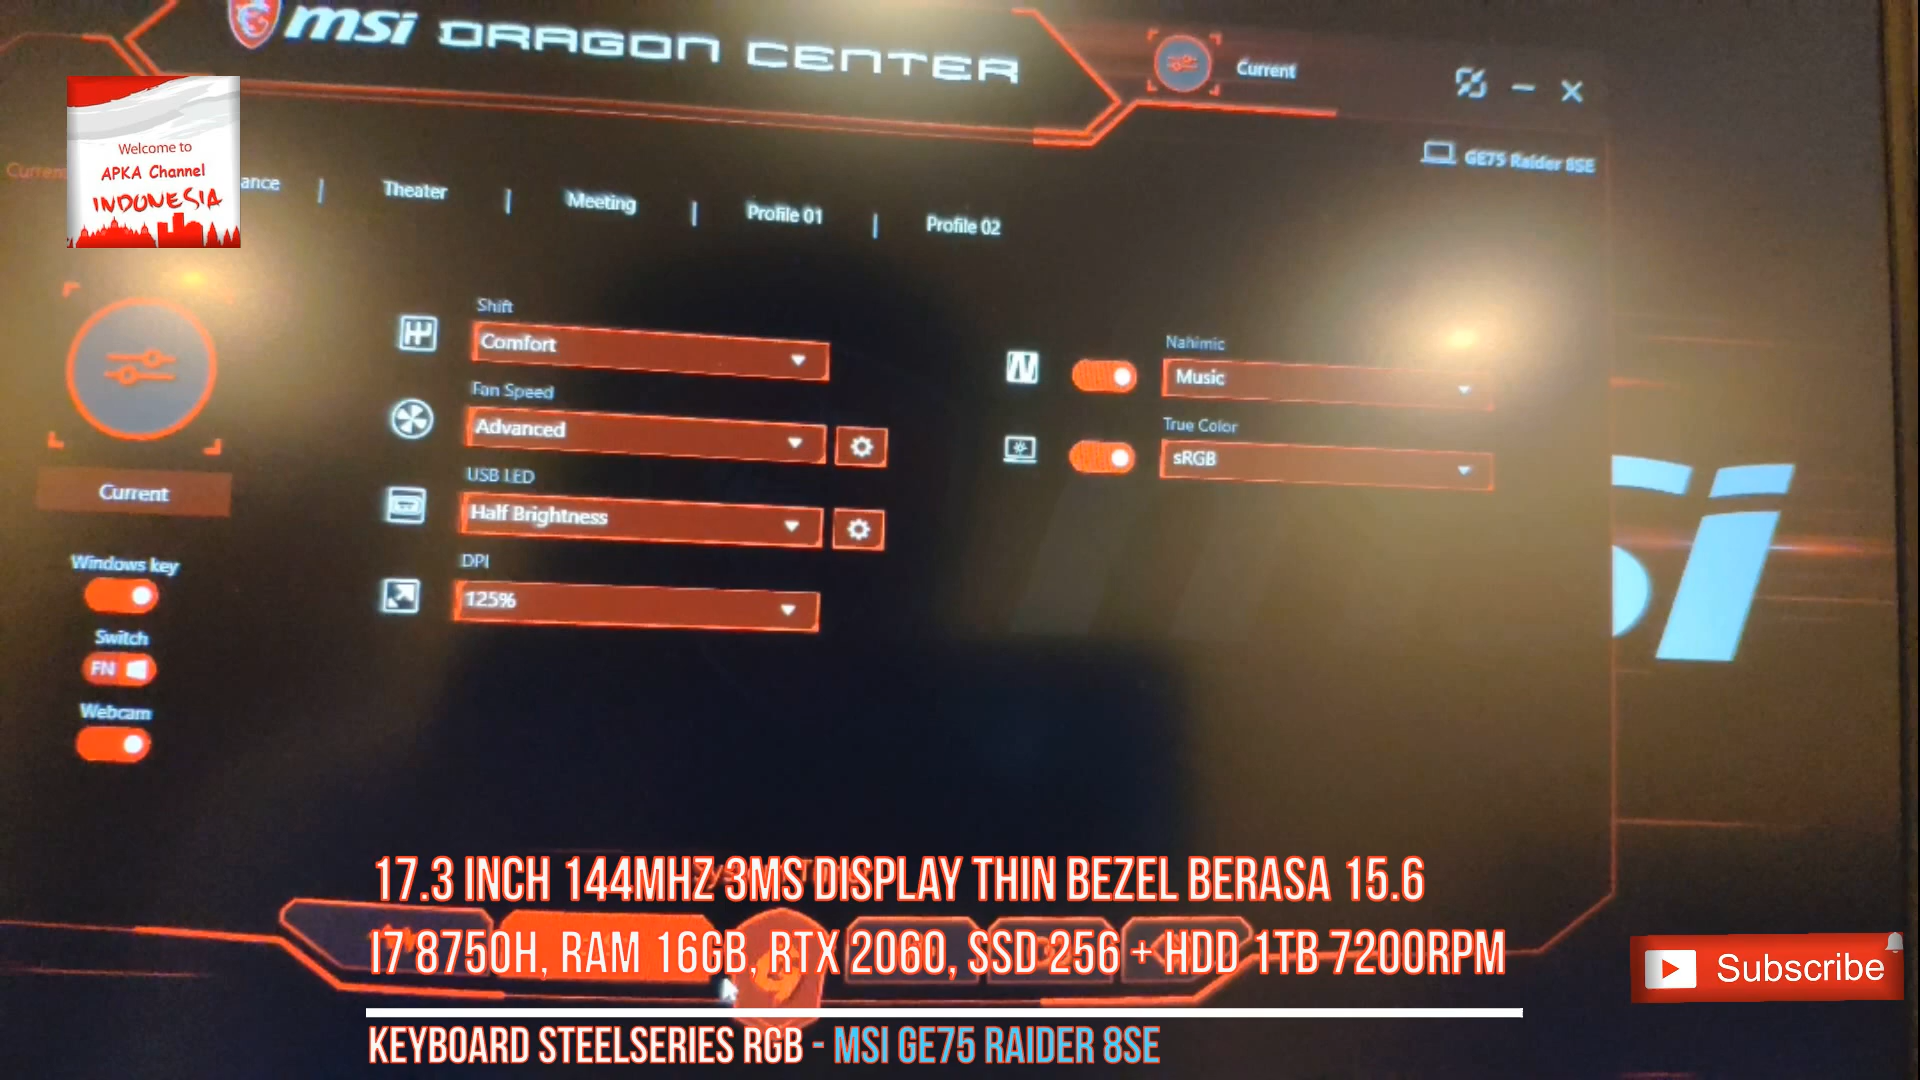 msi DRAGON CENTER
Current
GE75 Raider 8SE
Welcome to
APKA Channel
INDONESIA
Current
ance
Theater
Meeting
Profile 01
Profile 02
Shift
Comfort
Fan Speed
Advanced
USB LED
Half Brightness
DPI
125%
Nahimic
Music
True Color
sRGB
Current
Windows key
Switch
FN
Webcam
17.3 INCH 144MHZ 3MS DISPLAY THIN BEZEL BERASA 15.6
I7 8750H, RAM 16GB, RTX 2060, SSD 256 + HDD 1TB 7200RPM
KEYBOARD STEELSERIES RGB - MSI GE75 RAIDER 8SE
Subscribe